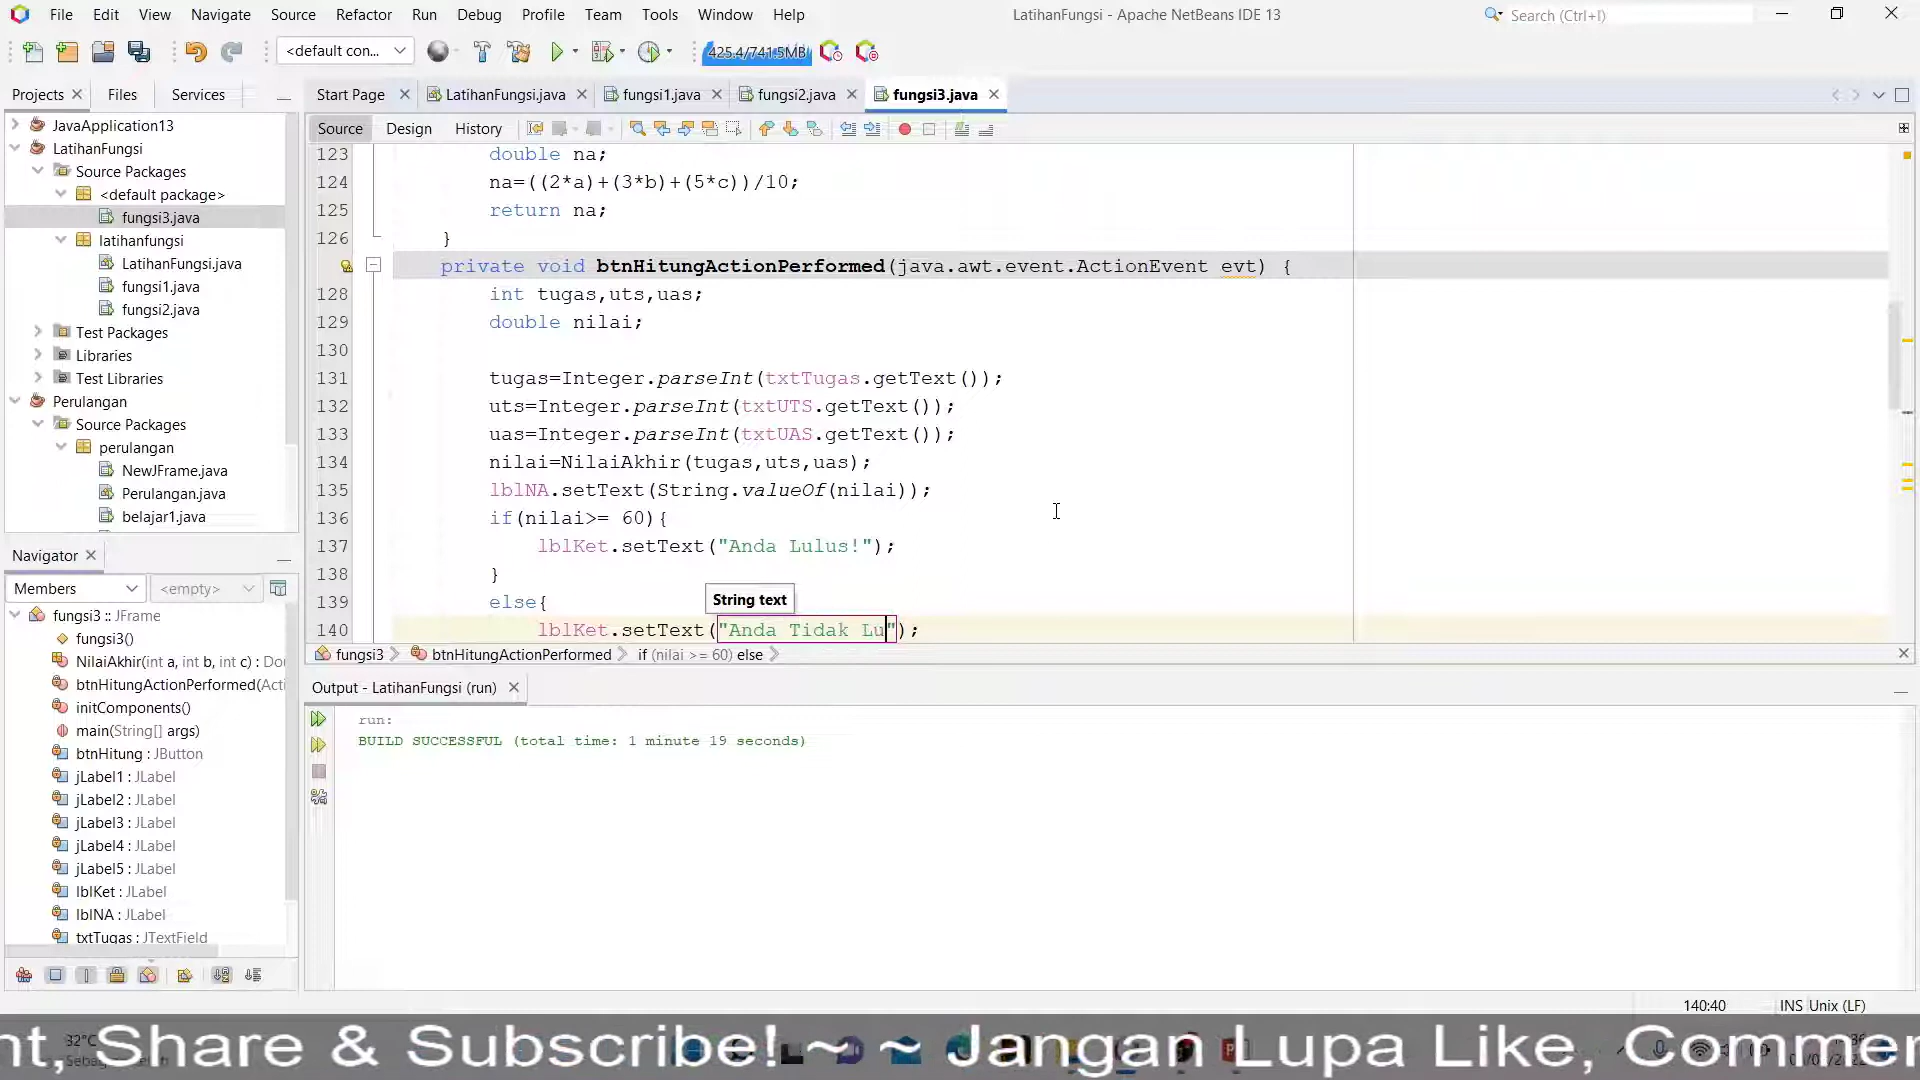 File Edit View Navigate Source Refactor Run Debug Profile Team Tools Window Help LatihanFungsi - Apache NetBeans IDE 13 Search (Ctrl+I)
<default con... 425.4/741.5MB
Projects Files Services
Start Page LatihanFungsi.java fungsi1.java fungsi2.java fungsi3.java
Source Design History
JavaApplication13
LatihanFungsi
Source Packages
<default package>
fungsi3.java
latihanfungsi
LatihanFungsi.java
fungsi1.java
fungsi2.java
Test Packages
Libraries
Test Libraries
Perulangan
Source Packages
perulangan
NewJFrame.java
Perulangan.java
belajar1.java
123 double na;
124 na=((2*a)+(3*b)+(5*c))/10;
125 return na;
126 }
private void btnHitungActionPerformed(java.awt.event.ActionEvent evt) {
128 int tugas,uts,uas;
129 double nilai;
130
131 tugas=Integer.parseInt(txtTugas.getText());
132 uts=Integer.parseInt(txtUTS.getText());
133 uas=Integer.parseInt(txtUAS.getText());
134 nilai=NilaiAkhir(tugas,uts,uas);
135 lblNA.setText(String.valueOf(nilai));
136 if(nilai>= 60){
137 lblKet.setText("Anda Lulus!");
138 }
139 else{
String text
140 lblKet.setText("Anda Tidak Lu");
fungsi3 btnHitungActionPerformed if (nilai >= 60) else
Navigator
Members <empty>
fungsi3 :: JFrame
fungsi3()
NilaiAkhir(int a, int b, int c) : Do
btnHitungActionPerformed(Acti
initComponents()
main(String[] args)
btnHitung : JButton
jLabel1 : JLabel
jLabel2 : JLabel
jLabel3 : JLabel
jLabel4 : JLabel
jLabel5 : JLabel
lblKet : JLabel
lblNA : JLabel
txtTugas : JTextField
Output - LatihanFungsi (run)
run:
BUILD SUCCESSFUL (total time: 1 minute 19 seconds)
140:40 INS Unix (LF)
32°C
nt, Share & Subscribe! ~ ~ Jangan Lupa Like, Commer